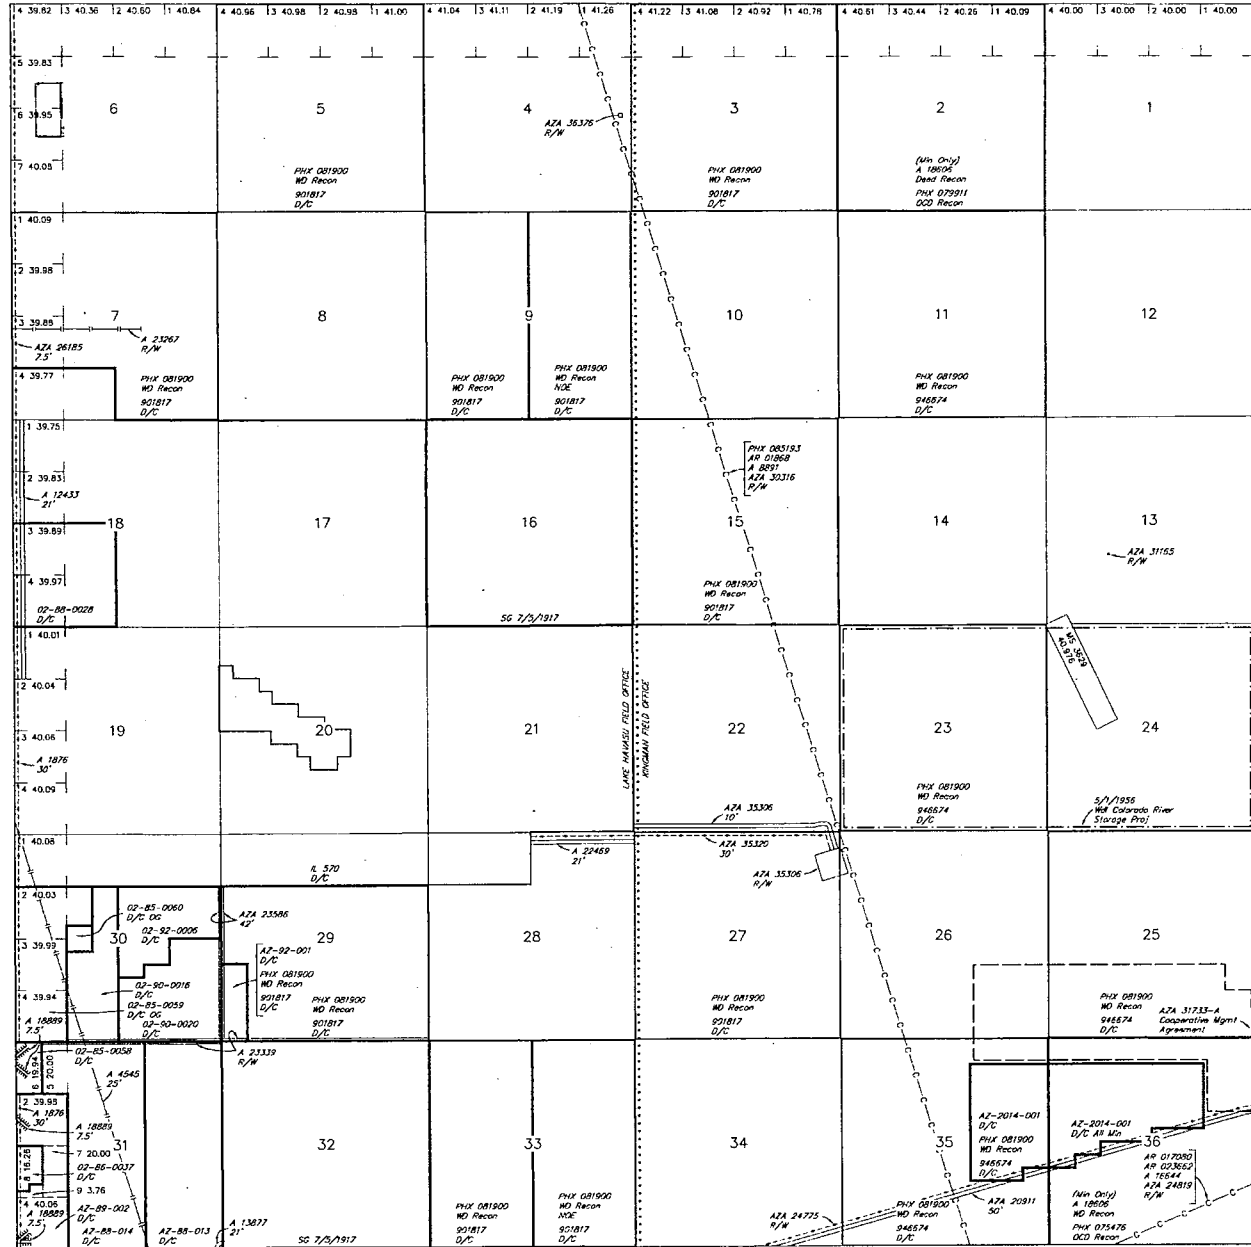 4 39.82 3 40.36 2 40.60 1 40.84 4 40.96 3 40.98 2 40.98 1 41.00 4 41.04 3 41.11 2 41.19 1 41.26 4 41.22 3 41.08 2 40.92 1 40.76 4 40.61 3 40.44 2 40.26 1 40.09 4 40.00 3 40.00 2 40.00 1 40.00
5 39.83
6 39.95
7 40.05
6
5
4
3
2
1
AZA 36376
R/W
PHX 081900
WD Recon
901817
D/C
PHX 081900
WD Recon
901817
D/C
(Min Only)
A 18606
Deed Recon
PHX 079911
OCD Recon
1 40.09
2 39.98
3 39.86
4 39.77
7
8
9
10
11
12
A 23267
R/W
AZA 26185
7.5'
PHX 081900
WD Recon
901817
D/C
PHX 081900
WD Recon
901817
D/C
PHX 081900
WD Recon
NOE
901817
D/C
PHX 081900
WD Recon
946674
D/C
1 39.75
2 39.83
3 39.89
4 39.97
A 12433
21'
18
17
16
15
14
13
PHX 085193
AR 01868
A 8891
AZA 30316
R/W
AZA 31165
R/W
02-88-0028
D/C
SG 7/5/1917
PHX 081900
WD Recon
901817
D/C
1 40.01
2 40.04
3 40.06
4 40.09
19
20
21
22
23
24
MS 3629
40.976
LAKE HAVASU FIELD OFFICE
KINGMAN FIELD OFFICE
A 1876
30'
PHX 081900
WD Recon
946674
D/C
5/1/1956
Wdl Colorado River
Storage Proj
AZA 35306
10'
1 40.08
2 40.03
3 39.99
4 39.94
IL 570
D/C
A 22469
21'
AZA 35320
30'
AZA 35306
R/W
30
29
28
27
26
25
02-85-0060
D/C OG
02-92-0006
D/C
AZA 23586
42'
AZ-92-001
D/C
PHX 081900
WD Recon
901817
D/C
PHX 081900
WD Recon
901817
D/C
02-90-0016
D/C
02-85-0059
D/C OG
02-90-0020
D/C
A 18889
7.5'
PHX 081900
WD Recon
901817
D/C
PHX 081900
WD Recon
946674
D/C
AZA 31733-A
Cooperative Mgmt
Agreement
02-85-0058
D/C
A 23339
R/W
6 19.94
5 20.00
A 4545
25'
2 39.98
A 1876
30'
A 18889
7.5'
31
32
33
34
35
36
7 20.00
02-86-0037
D/C
8 16.26
9 3.76
4 40.06
A 18889
7.5'
AZ-89-002
D/C
AZ-88-014
D/C
AZ-88-013
D/C
A 13877
21'
SG 7/5/1917
PHX 081900
WD Recon
901817
D/C
PHX 081900
WD Recon
NOE
901817
D/C
AZA 24775
R/W
PHX 081900
WD Recon
946674
D/C
AZA 20911
50'
AZ-2014-001
D/C
PHX 081900
WD Recon
946674
D/C
AZ-2014-001
D/C All Min
AR 017080
AR 023662
A 16644
AZA 24819
R/W
(Min Only)
A 18606
WD Recon
PHX 075476
OCD Recon